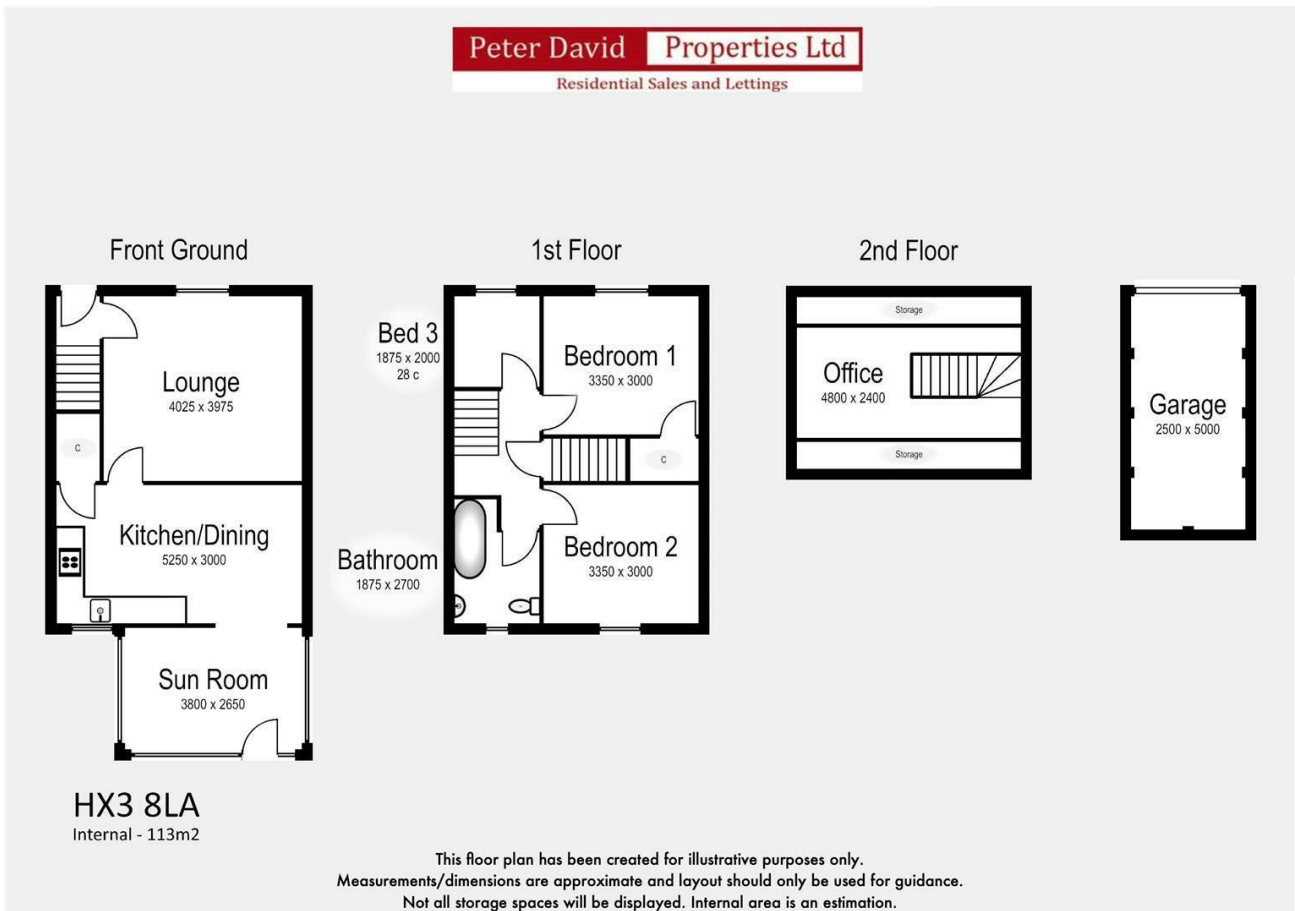 Peter David Properties Ltd
Residential Sales and Lettings
Front Ground
1st Floor
2nd Floor
Lounge
4025 x 3975
C
Kitchen/Dining
5250 x 3000
Sun Room
3800 x 2650
Bed 3
1875 x 2000
28 c
Bedroom 1
3350 x 3000
C
Bathroom
1875 x 2700
Bedroom 2
3350 x 3000
Storage
Office
4800 x 2400
Storage
Garage
2500 x 5000
HX3 8LA
Internal - 113m2
This floor plan has been created for illustrative purposes only.
Measurements/dimensions are approximate and layout should only be used for guidance.
Not all storage spaces will be displayed. Internal area is an estimation.